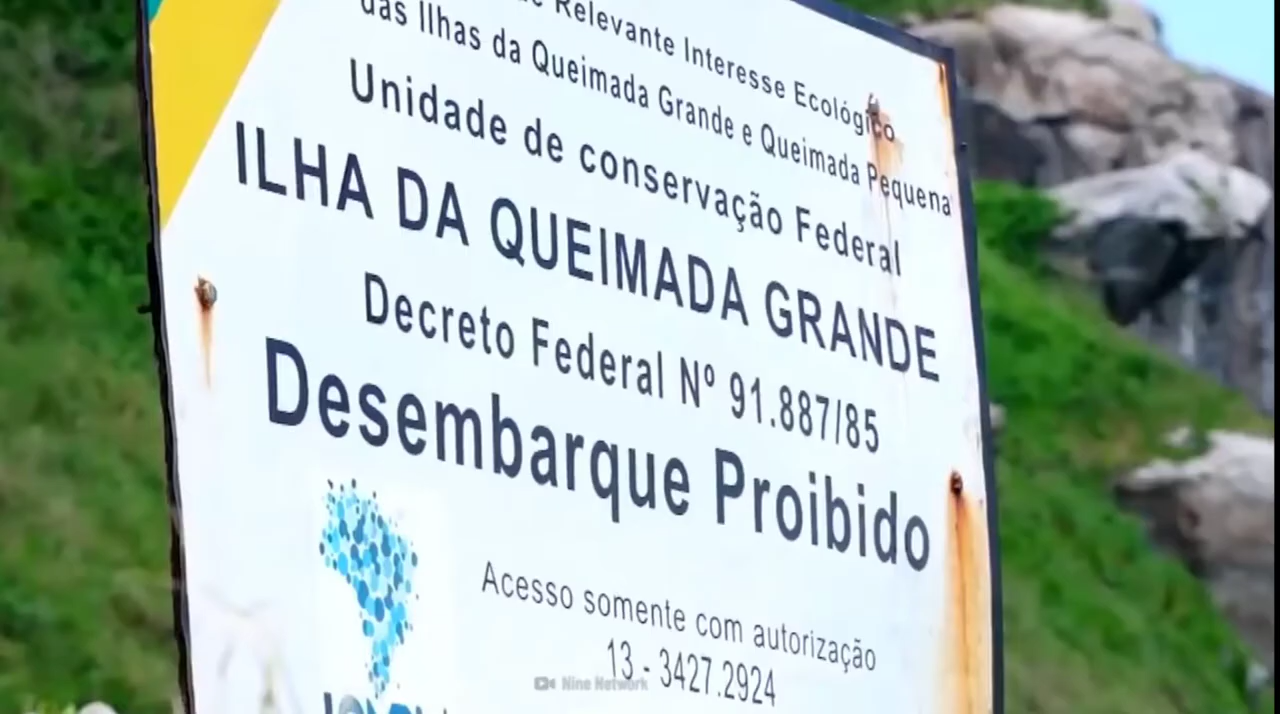 Relevante Interesse Ecológico
das Ilhas da Queimada Grande e Queimada Pequena
Unidade de conservação Federal
ILHA DA QUEIMADA GRANDE
Decreto Federal Nº 91.887/85
Desembarque Proibido
Acesso somente com autorização
13 - 3427.2924
Nine Network